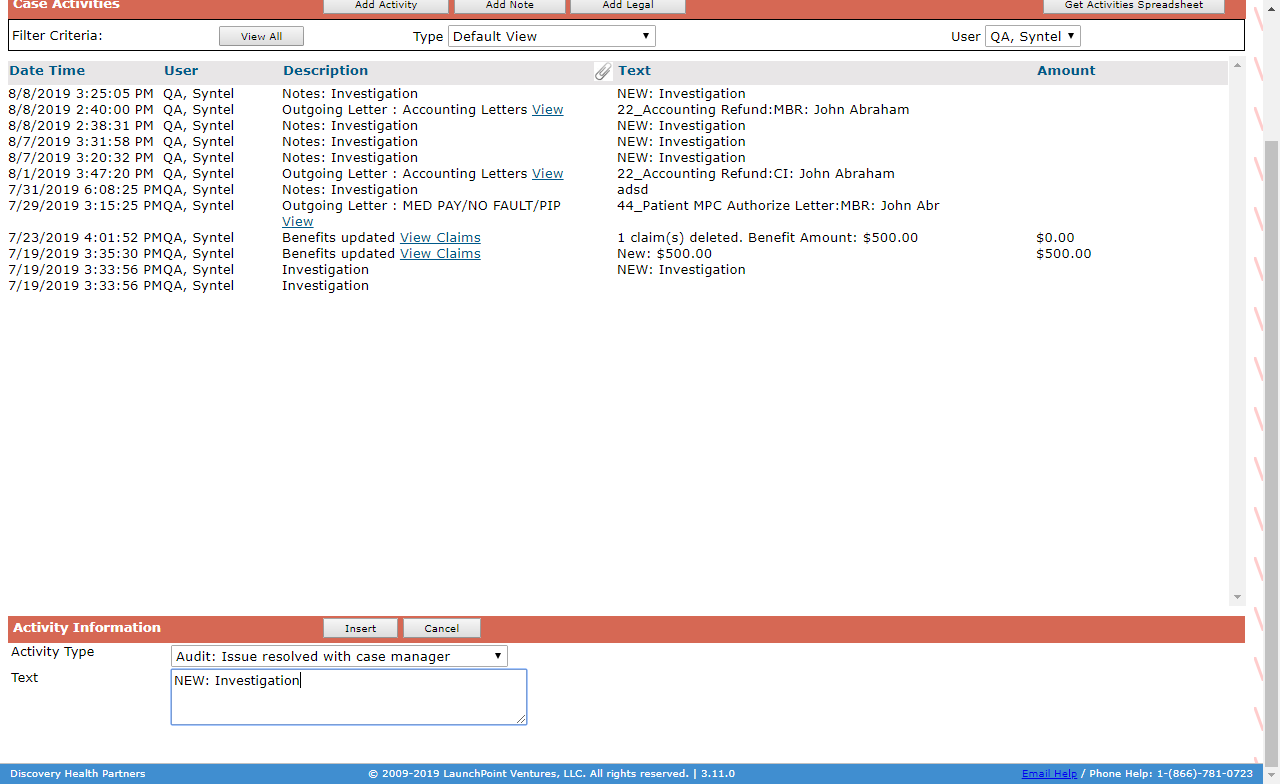 Case Activities Add Activity Add Note Add Legal Get Activities Spreadsheet
Filter Criteria: View All Type Default View User QA, Syntel
Date Time User Description Text Amount
8/8/2019 3:25:05 PM QA, Syntel Notes: Investigation NEW: Investigation
8/8/2019 2:40:00 PM QA, Syntel Outgoing Letter : Accounting Letters View 22_Accounting Refund:MBR: John Abraham
8/8/2019 2:38:31 PM QA, Syntel Notes: Investigation NEW: Investigation
8/7/2019 3:31:58 PM QA, Syntel Notes: Investigation NEW: Investigation
8/7/2019 3:20:32 PM QA, Syntel Notes: Investigation NEW: Investigation
8/1/2019 3:47:20 PM QA, Syntel Outgoing Letter : Accounting Letters View 22_Accounting Refund:CI: John Abraham
7/31/2019 6:08:25 PM QA, Syntel Notes: Investigation adsd
7/29/2019 3:15:25 PM QA, Syntel Outgoing Letter : MED PAY/NO FAULT/PIP 44_Patient MPC Authorize Letter:MBR: John Abr
View
7/23/2019 4:01:52 PM QA, Syntel Benefits updated View Claims 1 claim(s) deleted. Benefit Amount: $500.00 $0.00
7/19/2019 3:35:30 PM QA, Syntel Benefits updated View Claims New: $500.00 $500.00
7/19/2019 3:33:56 PM QA, Syntel Investigation NEW: Investigation
7/19/2019 3:33:56 PM QA, Syntel Investigation
Activity Information Insert Cancel
Activity Type Audit: Issue resolved with case manager
Text NEW: Investigation
Discovery Health Partners © 2009-2019 LaunchPoint Ventures, LLC. All rights reserved. | 3.11.0 Email Help / Phone Help: 1-(866)-781-0723